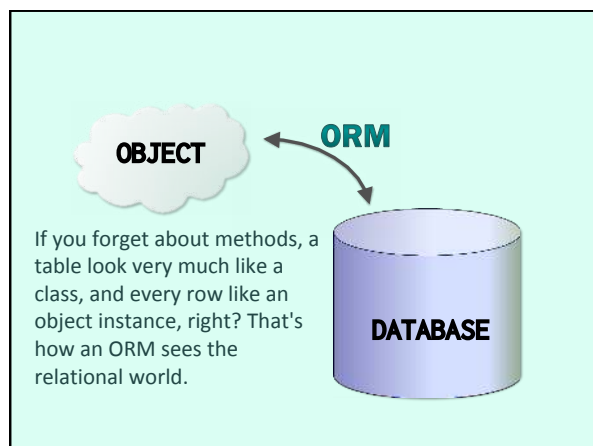 OBJECT
ORM
If you forget about methods, a
table look very much like a
class, and every row like an
object instance, right? That's
how an ORM sees the
relational world.
DATABASE